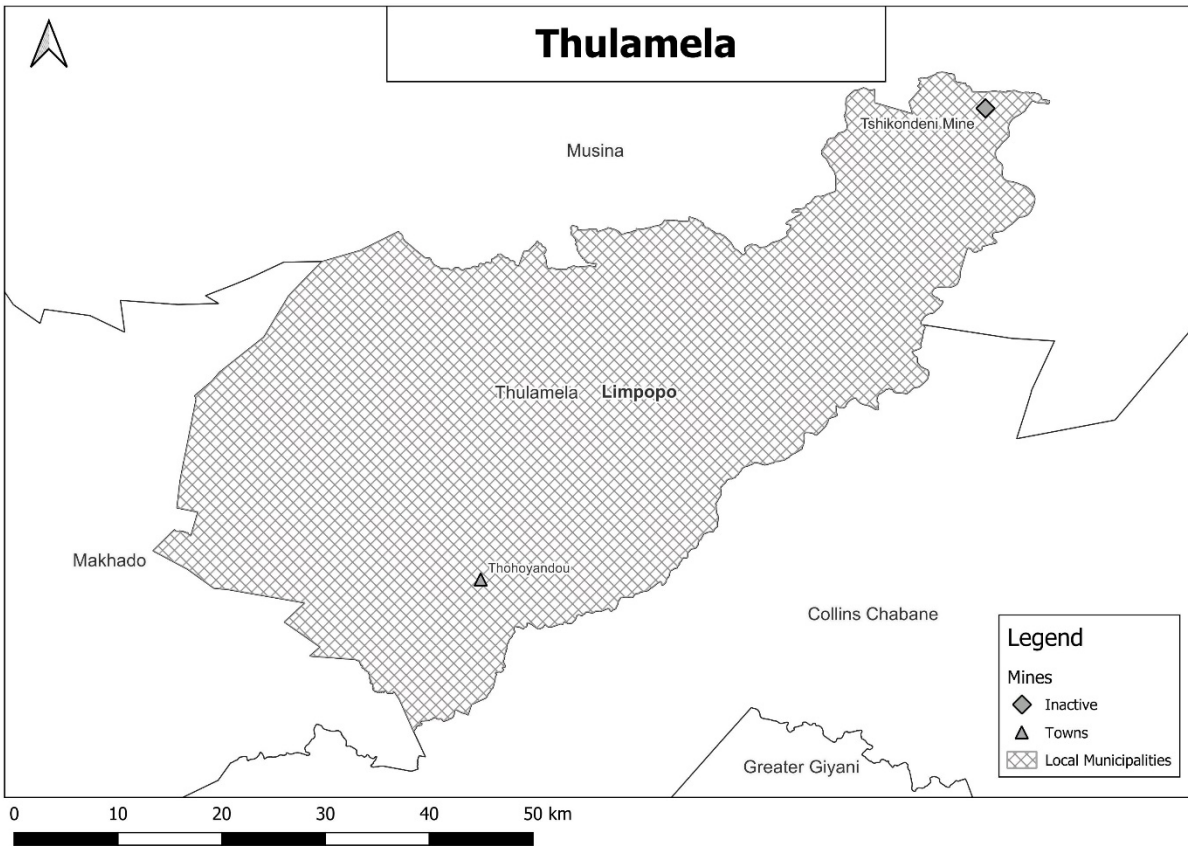 Thulamela
Tshikondeni Mine
Musina
Thulamela Limpopo
Makhado
Thohoyandou
Collins Chabane
Greater Giyani
Legend
Mines
Inactive
Towns
Local Municipalities
0 10 20 30 40 50 km